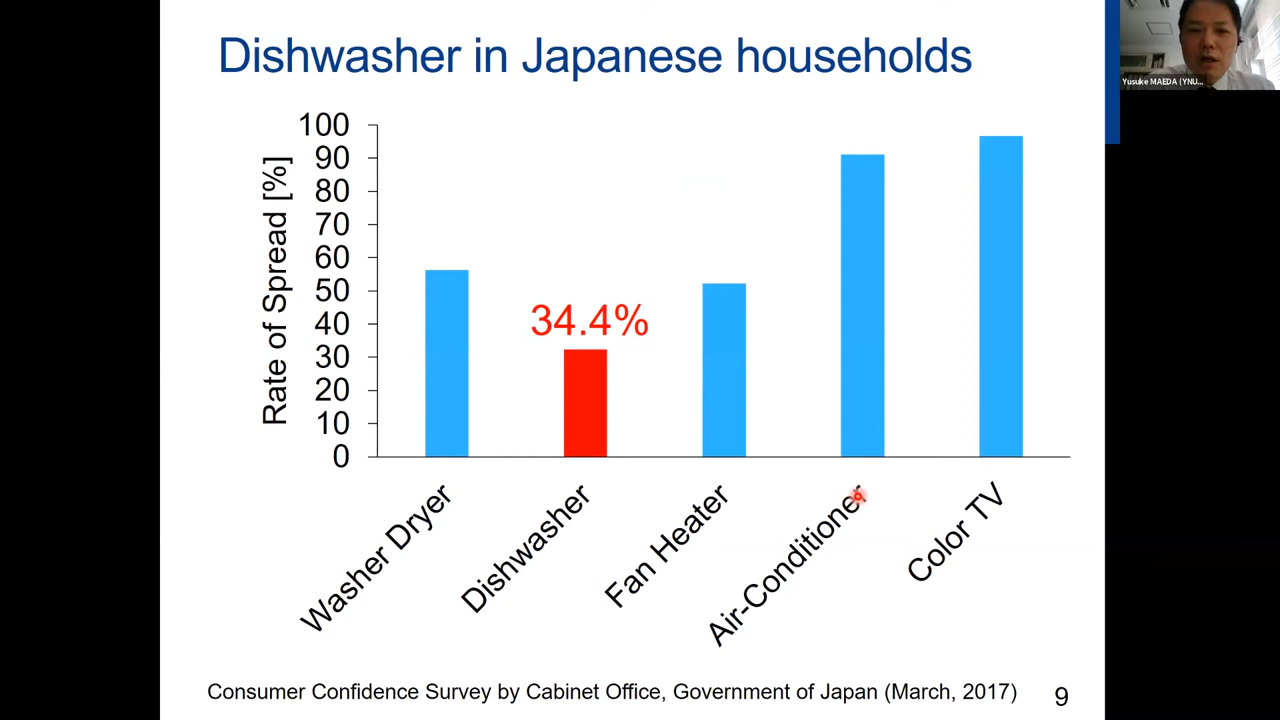 Dishwasher in Japanese households
Yusuke MAEDA (YNU...
Rate of Spread [%]
100
90
80
70
60
50
40
30
20
10
0
34.4%
Washer Dryer
Dishwasher
Fan Heater
Air-Conditioner
Color TV
Consumer Confidence Survey by Cabinet Office, Government of Japan (March, 2017)
9